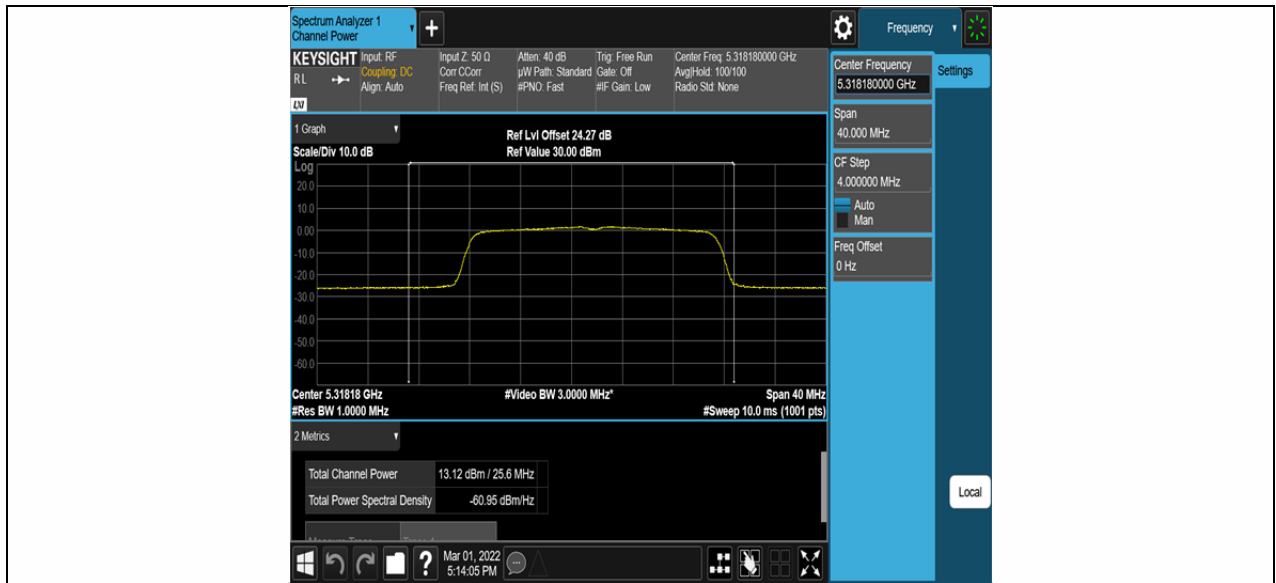 Spectrum Analyzer 1
Channel Power
+
Frequency
KEYSIGHT
RL
LXI
Input: RF
Coupling: DC
Align: Auto
Input Z: 50 Ω
Corr CCorr
Freq Ref: Int (S)
Atten: 40 dB
µW Path: Standard
#PNO: Fast
Trig: Free Run
Gate: Off
#IF Gain: Low
Center Freq: 5.318180000 GHz
Avg|Hold: 100/100
Radio Std: None
Center Frequency
5.318180000 GHz
Settings
Span
40.000 MHz
CF Step
4.000000 MHz
Auto
Man
Freq Offset
0 Hz
Local
1 Graph
Scale/Div 10.0 dB
Ref Lvl Offset 24.27 dB
Ref Value 30.00 dBm
Log
20.0
10.0
0.00
-10.0
-20.0
-30.0
-40.0
-50.0
-60.0
Center 5.31818 GHz
#Video BW 3.0000 MHz*
Span 40 MHz
#Res BW 1.0000 MHz
#Sweep 10.0 ms (1001 pts)
2 Metrics
Total Channel Power 13.12 dBm / 25.6 MHz
Total Power Spectral Density -60.95 dBm/Hz
?
Mar 01, 2022
5:14:05 PM